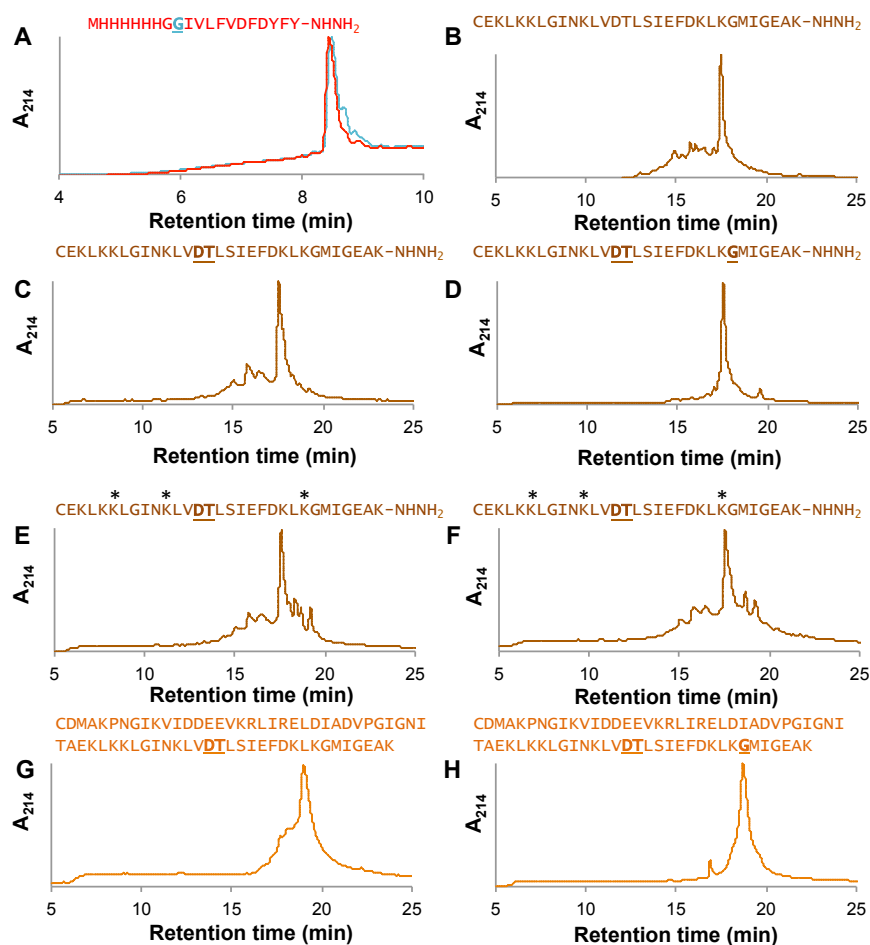 MHHHHHHGGIVLFVDFDYFY-NHNH2
A
A214
4 6 8 10
Retention time (min)
CEKLKKLGINKLVDTLSIEFDKLKGMIGEAK-NHNH2
B
A214
5 10 15 20 25
Retention time (min)
CEKLKKLGINKLVDTLSIEFDKLKGMIGEAK-NHNH2
C
A214
5 10 15 20 25
Retention time (min)
CEKLKKLGINKLVDTLSIEFDKLKGMIGEAK-NHNH2
D
A214
5 10 15 20 25
Retention time (min)
* * *
CEKLKKLGINKLVDTLSIEFDKLKGMIGEAK-NHNH2
E
A214
5 10 15 20 25
Retention time (min)
* * *
CEKLKKLGINKLVDTLSIEFDKLKGMIGEAK-NHNH2
F
A214
5 10 15 20 25
Retention time (min)
CDMAKPNGIKVIDDEEVKRLIRELDIADVPGIGNI
TAEKLKKLGINKLVDTLSIEFDKLKGMIGEAK
G
A214
5 10 15 20 25
Retention time (min)
CDMAKPNGIKVIDDEEVKRLIRELDIADVPGIGNI
TAEKLKKLGINKLVDTLSIEFDKLKGMIGEAK
H
A214
5 10 15 20 25
Retention time (min)